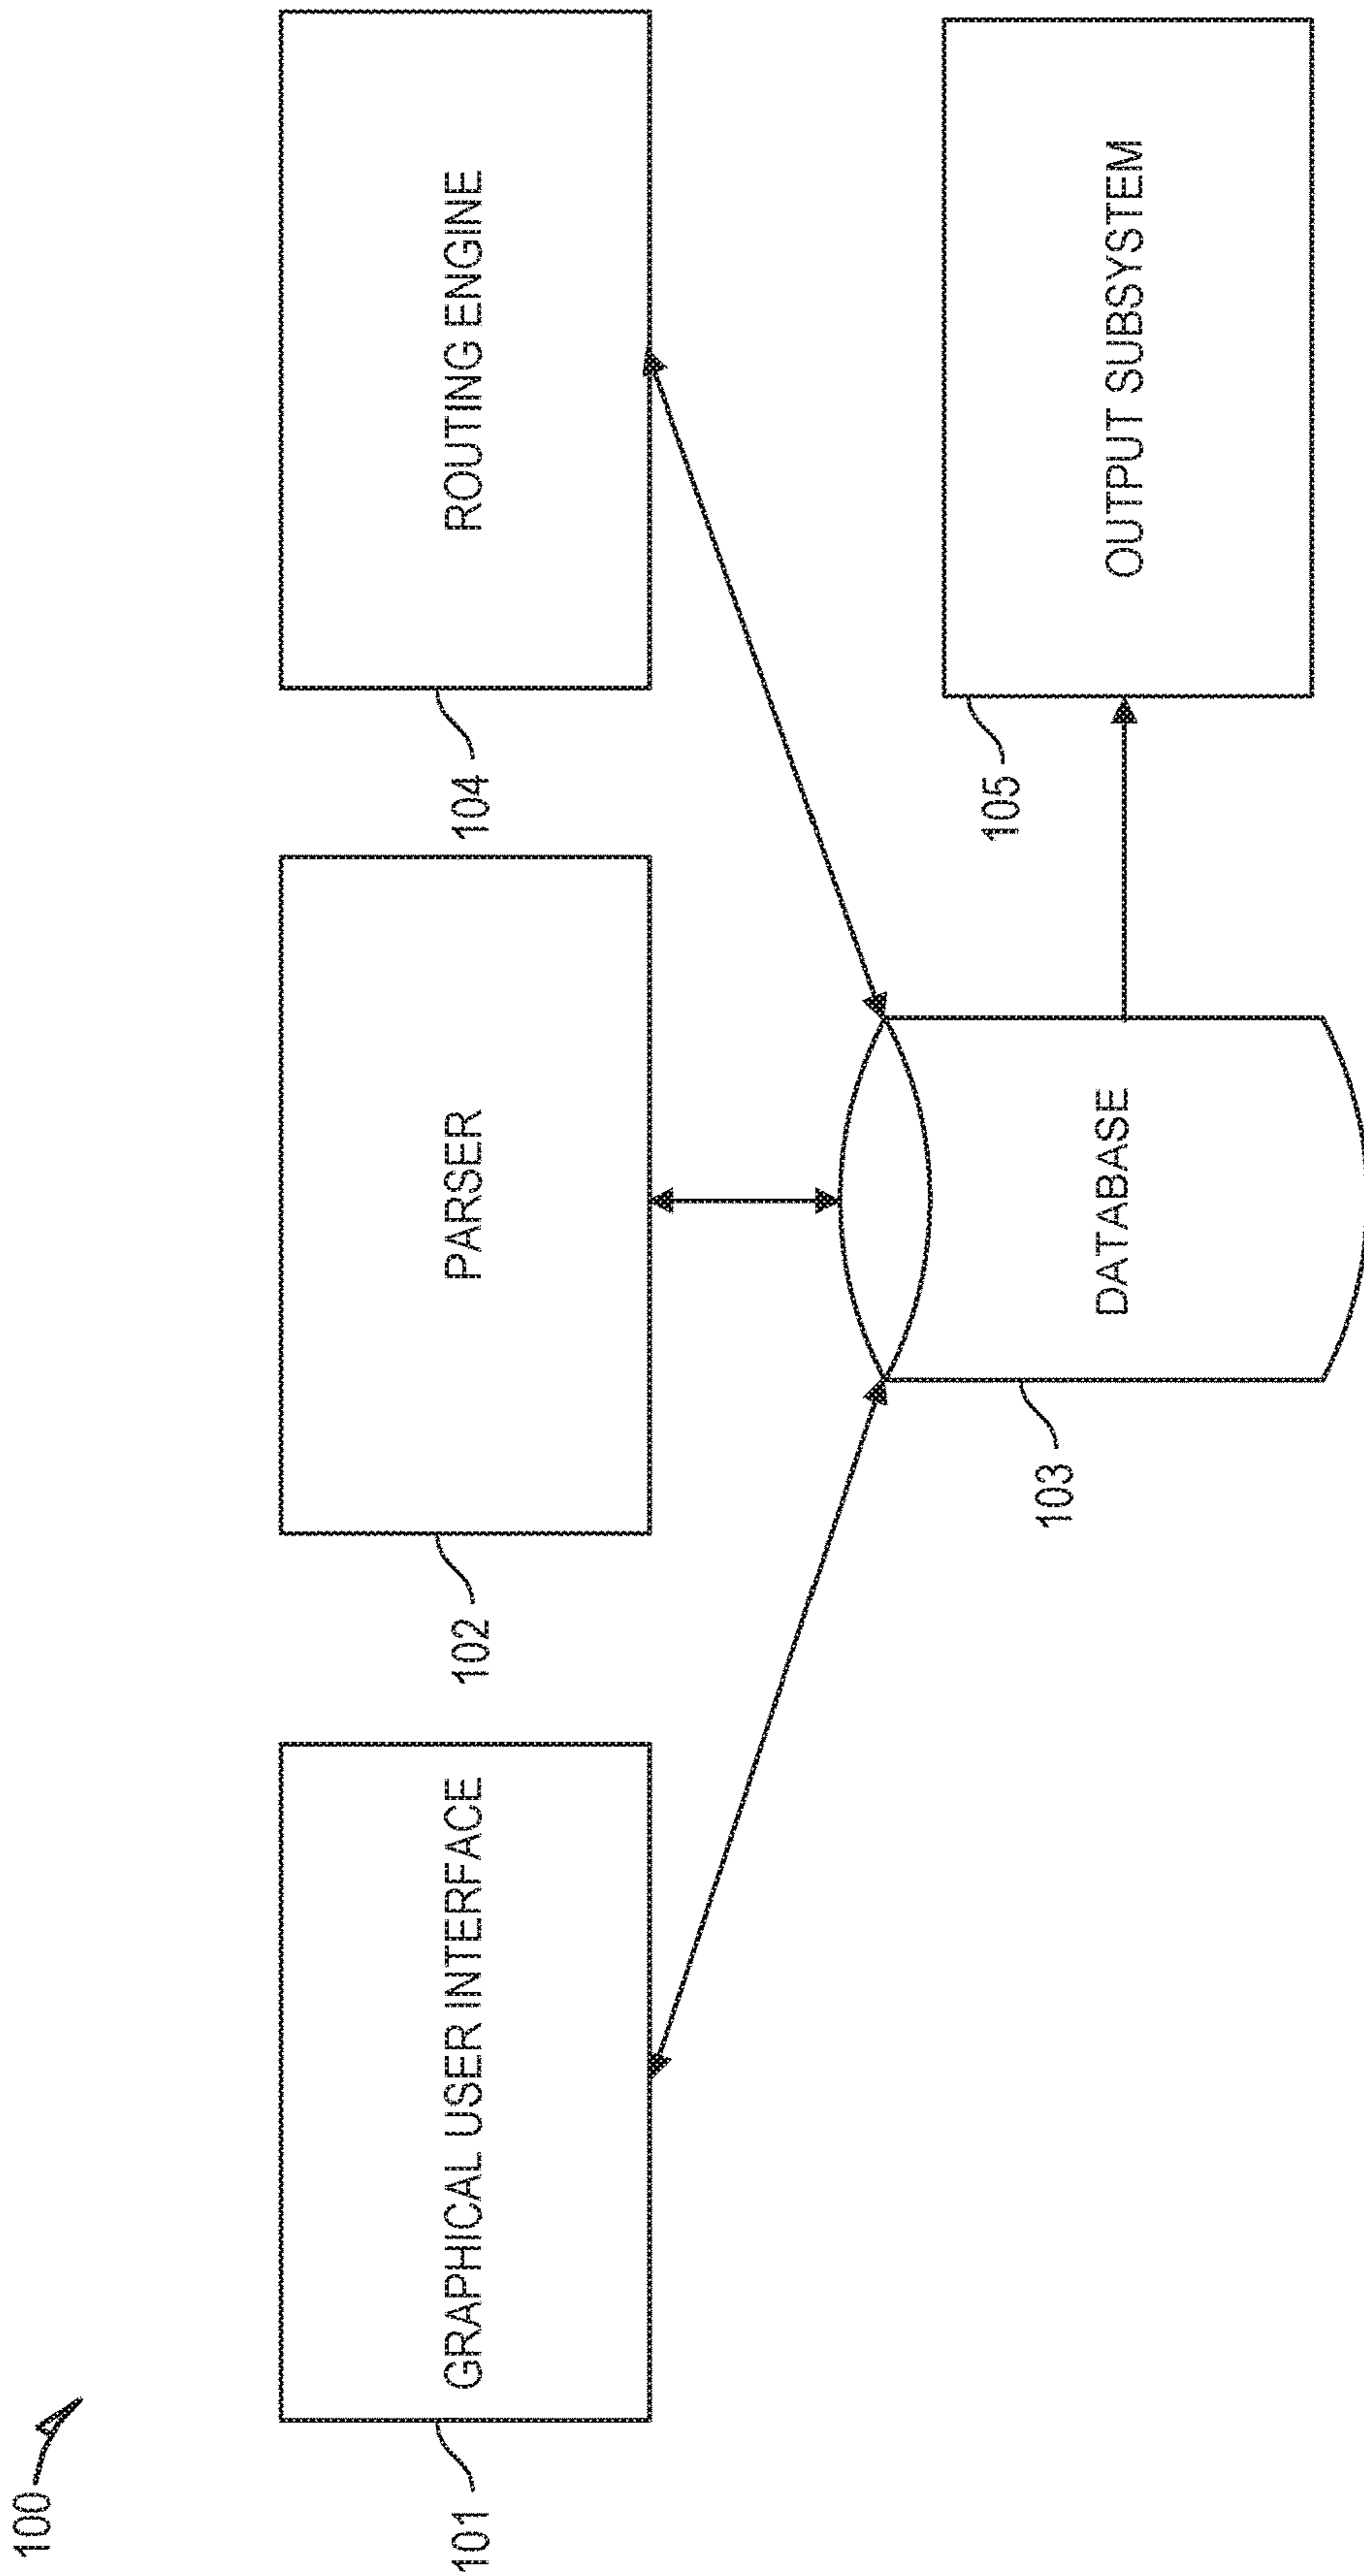 100
101
GRAPHICAL USER INTERFACE
102
PARSER
104
ROUTING ENGINE
103
DATABASE
105
OUTPUT SUBSYSTEM